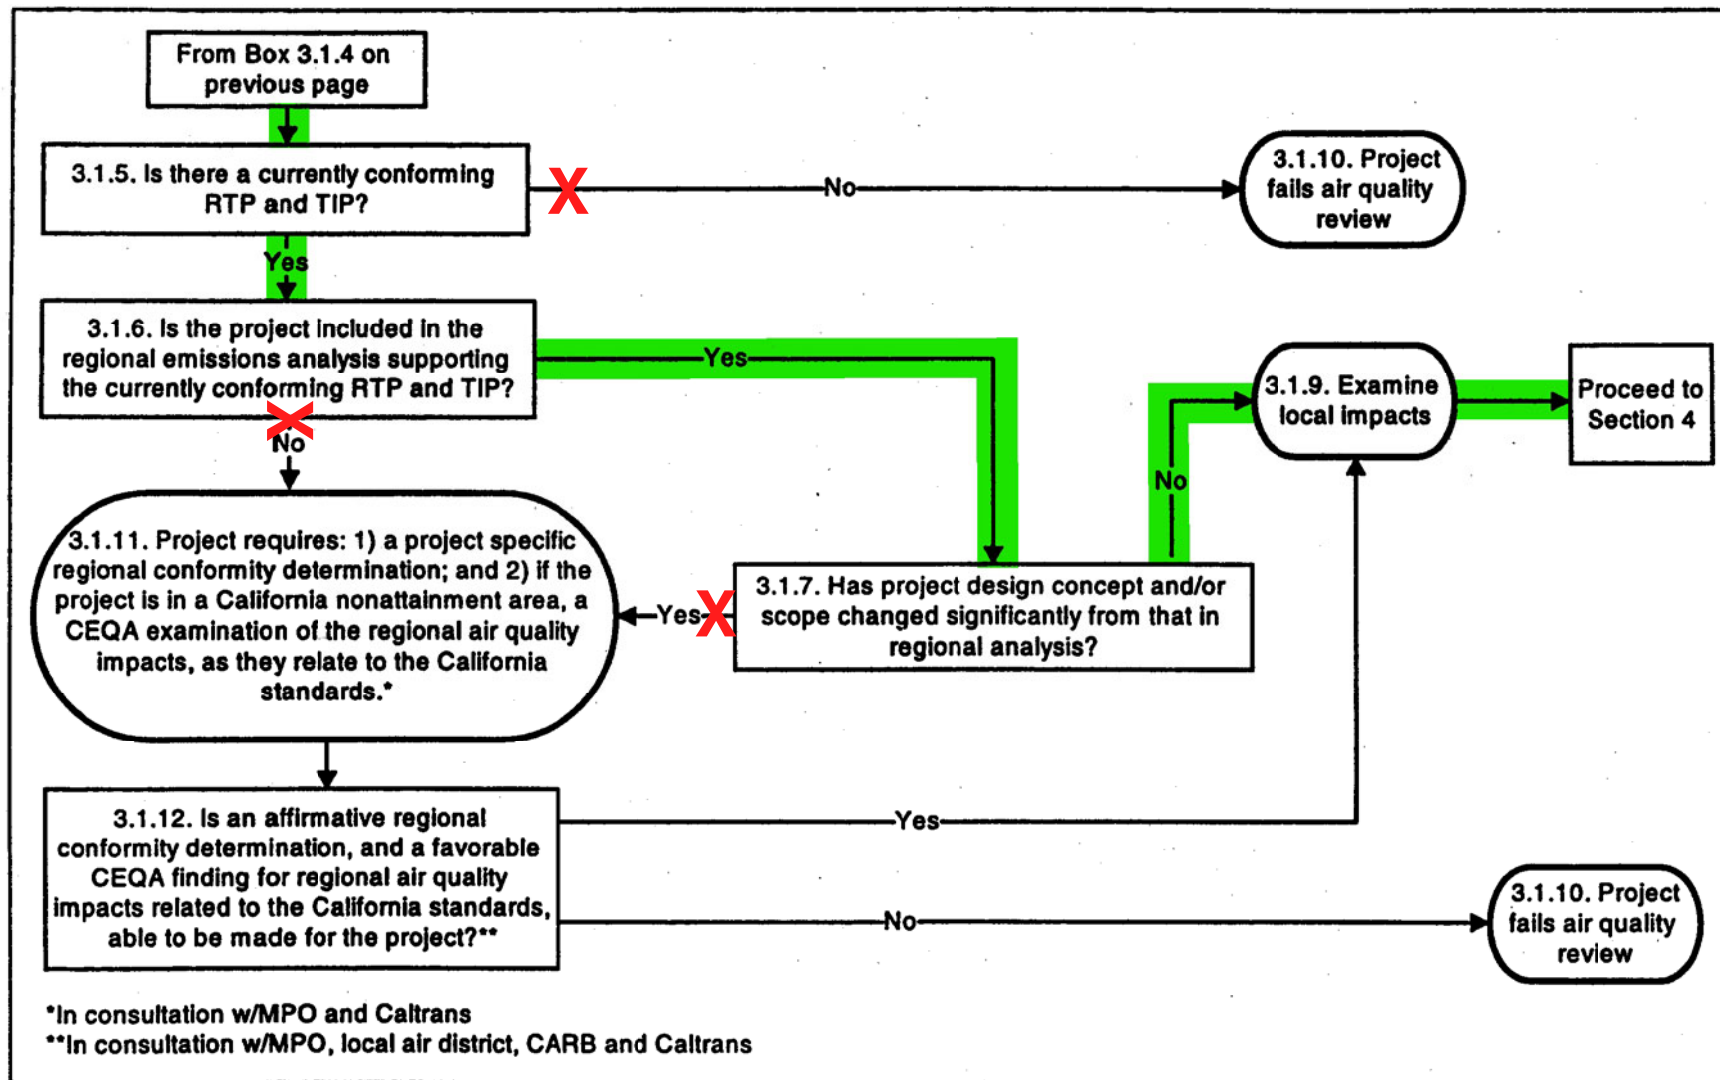 From Box 3.1.4 on
previous page
3.1.5. Is there a currently conforming
RTP and TIP?
X
No
3.1.10. Project
fails air quality
review
Yes
3.1.6. Is the project included in the
regional emissions analysis supporting
the currently conforming RTP and TIP?
Yes
3.1.9. Examine
local impacts
Proceed to
Section 4
X
No
No
3.1.11. Project requires: 1) a project specific
regional conformity determination; and 2) if the
project is in a California nonattainment area, a
CEQA examination of the regional air quality
impacts, as they relate to the California
standards.*
Yes
X
3.1.7. Has project design concept and/or
scope changed significantly from that in
regional analysis?
3.1.12. Is an affirmative regional
conformity determination, and a favorable
CEQA finding for regional air quality
impacts related to the California standards,
able to be made for the project?**
Yes
No
3.1.10. Project
fails air quality
review
*In consultation w/MPO and Caltrans
**In consultation w/MPO, local air district, CARB and Caltrans